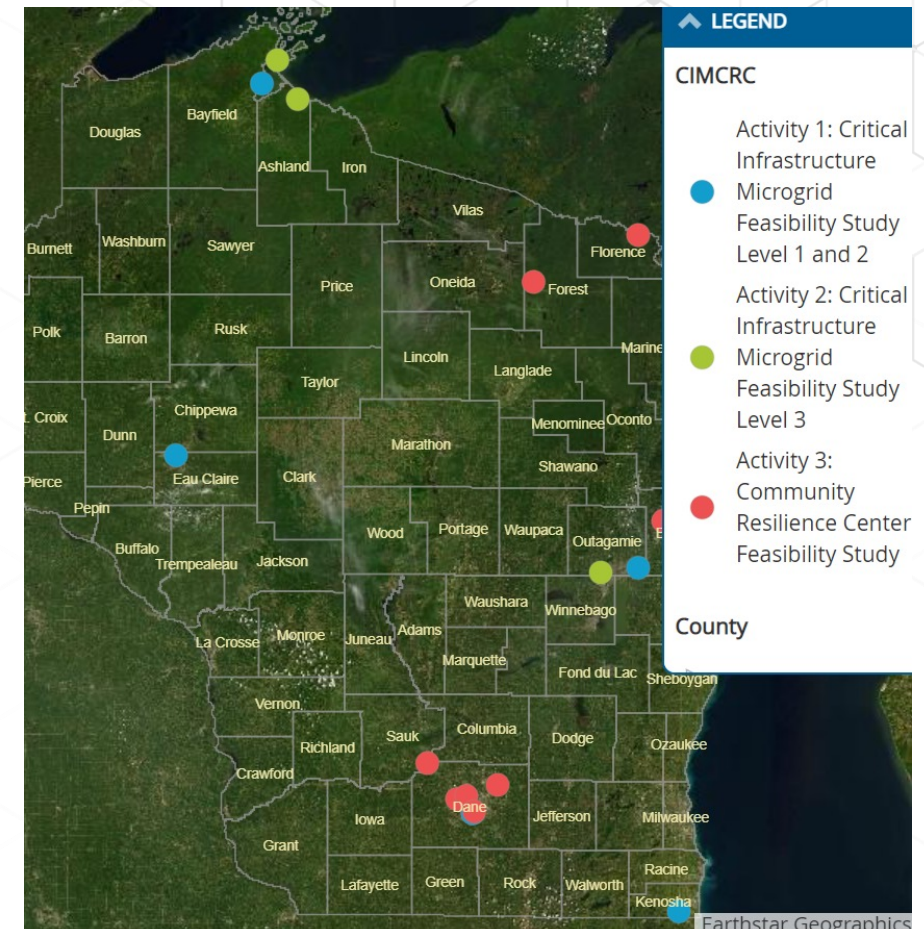 LEGEND
CIMCRC
Activity 1: Critical
Infrastructure
Microgrid
Feasibility Study
Level 1 and 2
Activity 2: Critical
Infrastructure
Microgrid
Feasibility Study
Level 3
Activity 3:
Community
Resilience Center
Feasibility Study
County
Douglas
Bayfield
Ashland
Iron
Vilas
Burnett
Washburn
Sawyer
Florence
Price
Oneida
Forest
Polk
Barron
Rusk
Lincoln
Marine
Langlade
Taylor
. Croix
Chippewa
Menominee
Oconto
Dunn
Marathon
Pierce
Eau Claire
Clark
Shawano
Pepin
Wood
Portage
Waupaca
Outagamie
Buffalo
Trempealeau
Jackson
Waushara
Winnebago
La Crosse
Monroe
Juneau
Adams
Marquette
Fond du Lac
Sheboygan
Vernon
Richland
Sauk
Columbia
Dodge
Ozaukee
Crawford
Dane
Iowa
Jefferson
Milwaukee
Grant
Lafayette
Green
Rock
Walworth
Racine
Kenosha
Earthstar Geographics